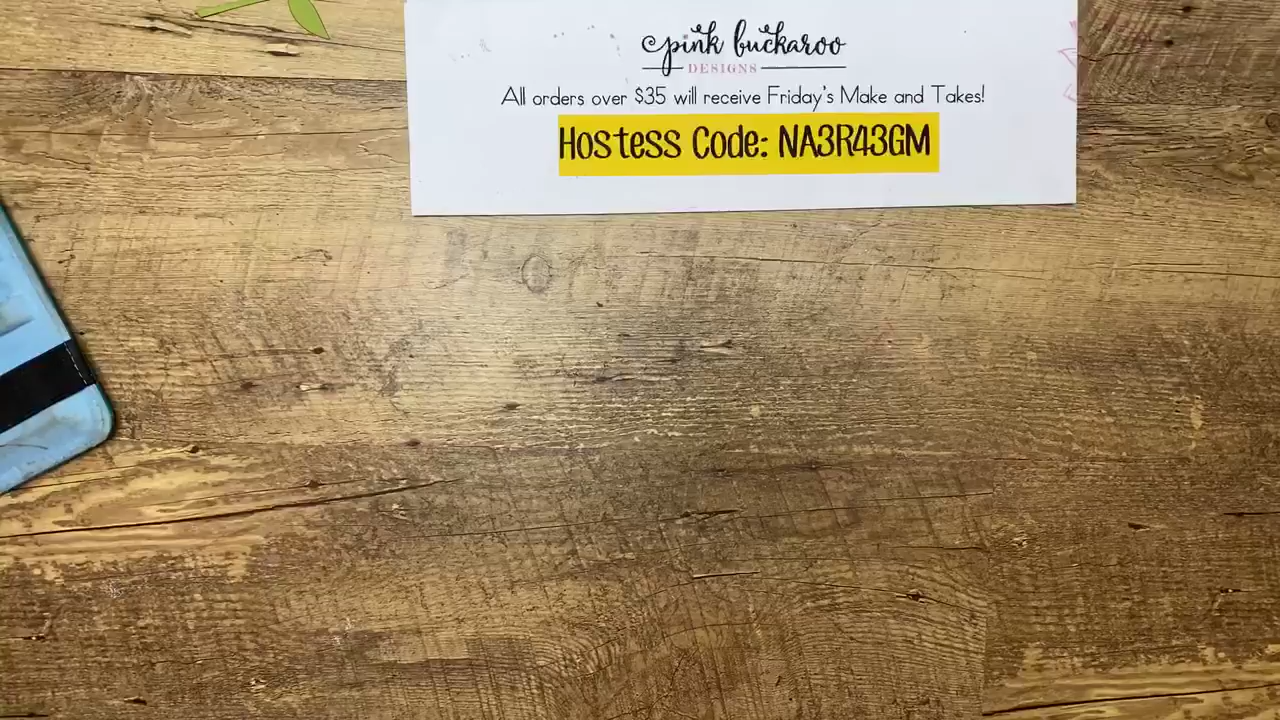 pink buckaroo
DESIGNS
All orders over $35 will receive Friday's Make and Takes!
Hostess Code: NA3R43GM